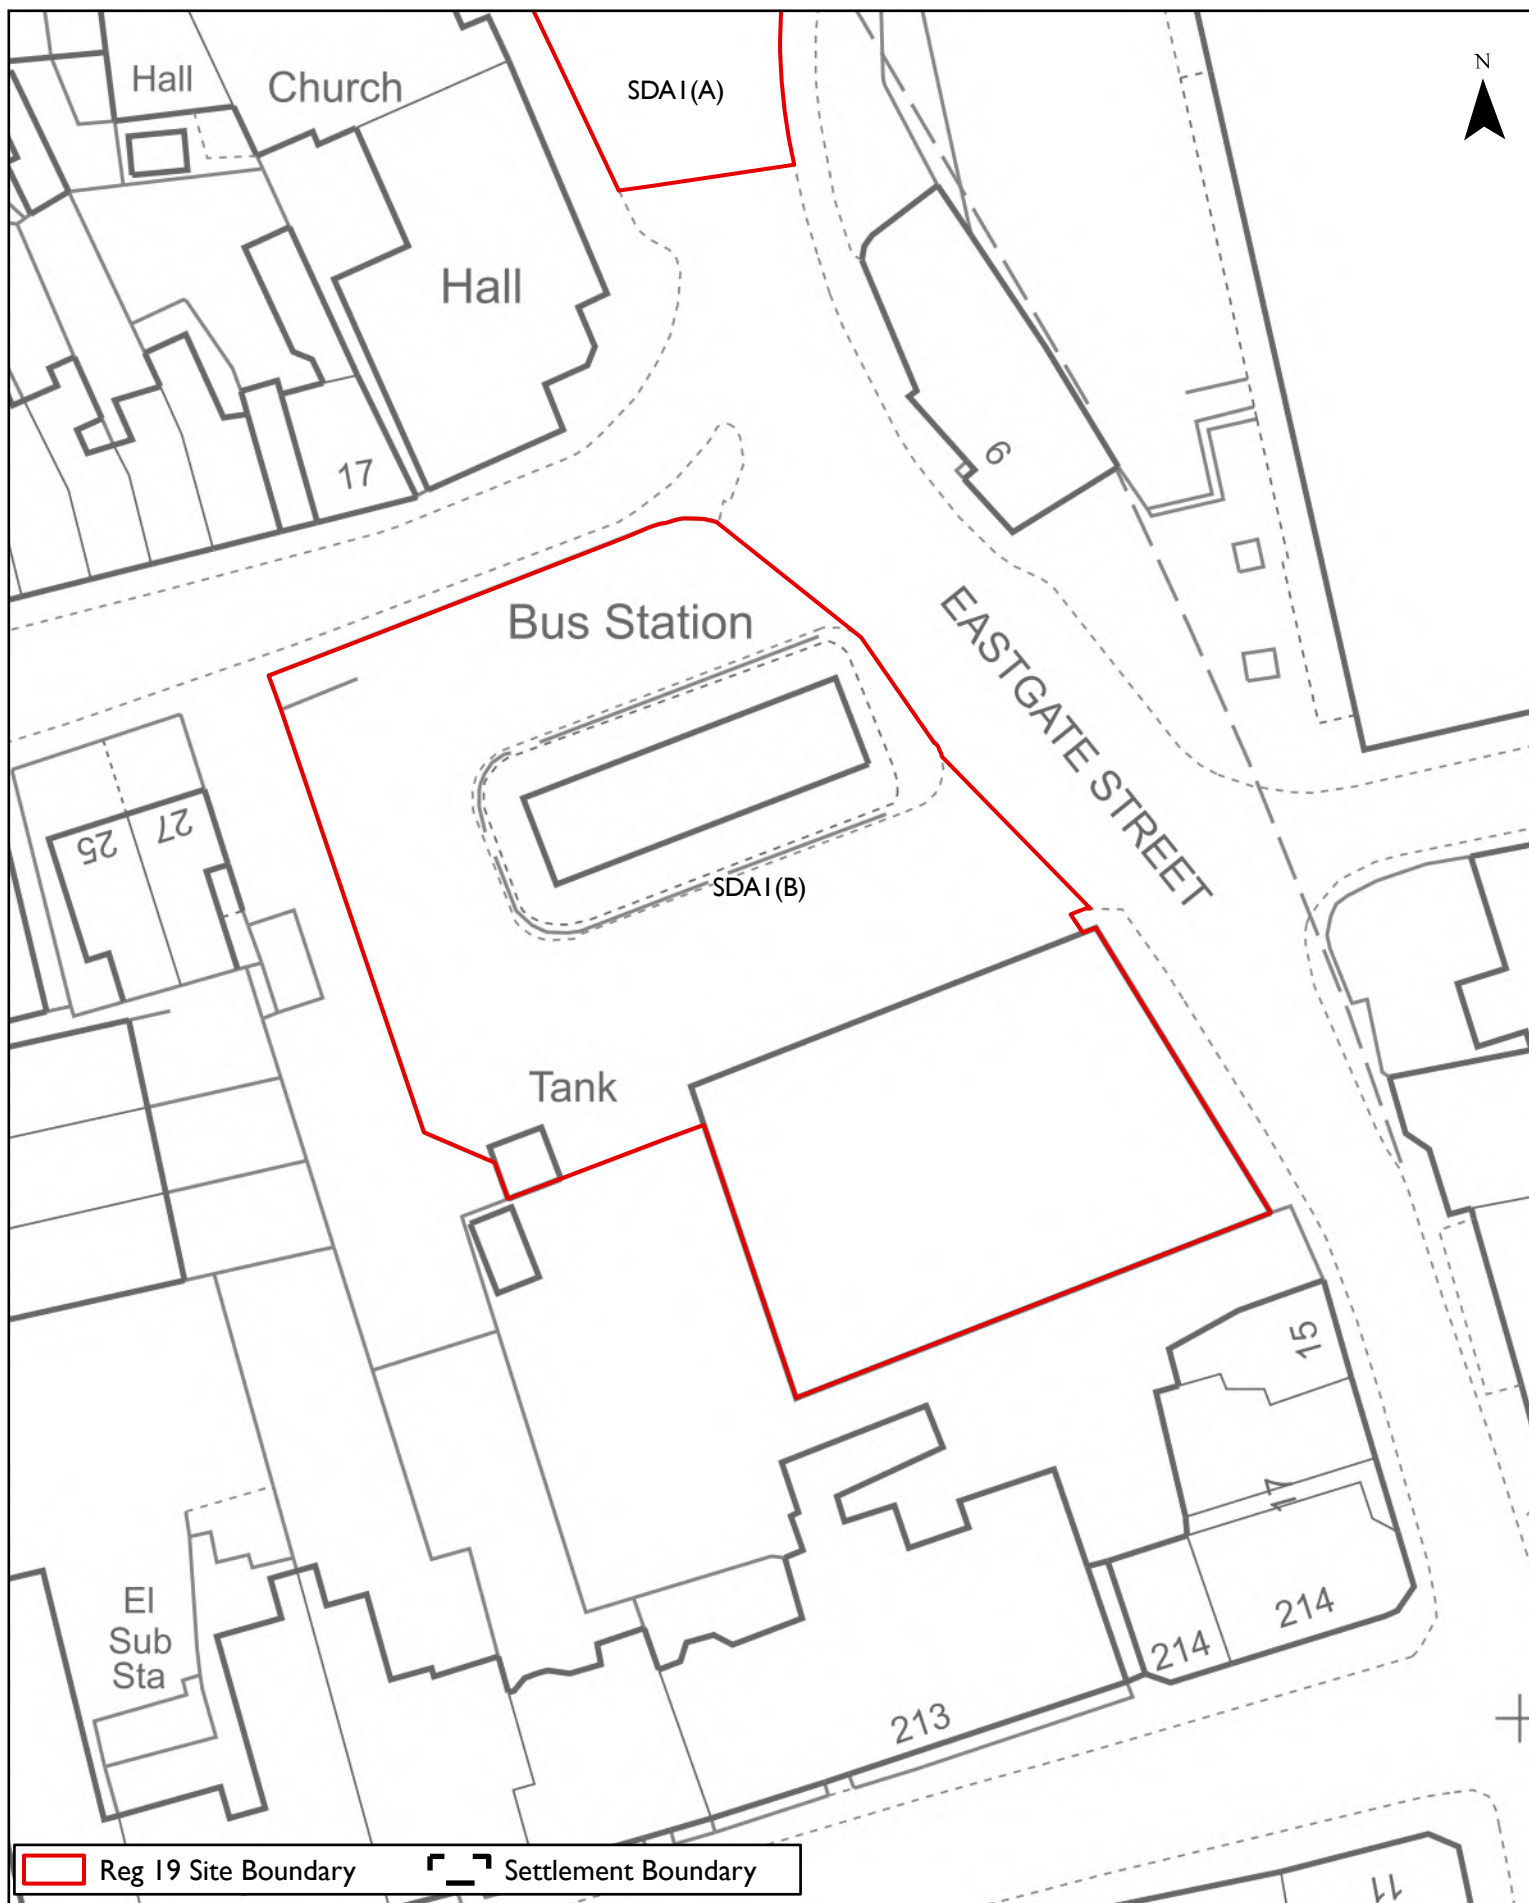 Hall
Church
SDA1(A)
N
Hall
17
6
Bus Station
EASTGATE STREET
25
27
SDA1(B)
Tank
15
17
El
Sub
Sta
214
214
213
11
Reg 19 Site Boundary
Settlement Boundary